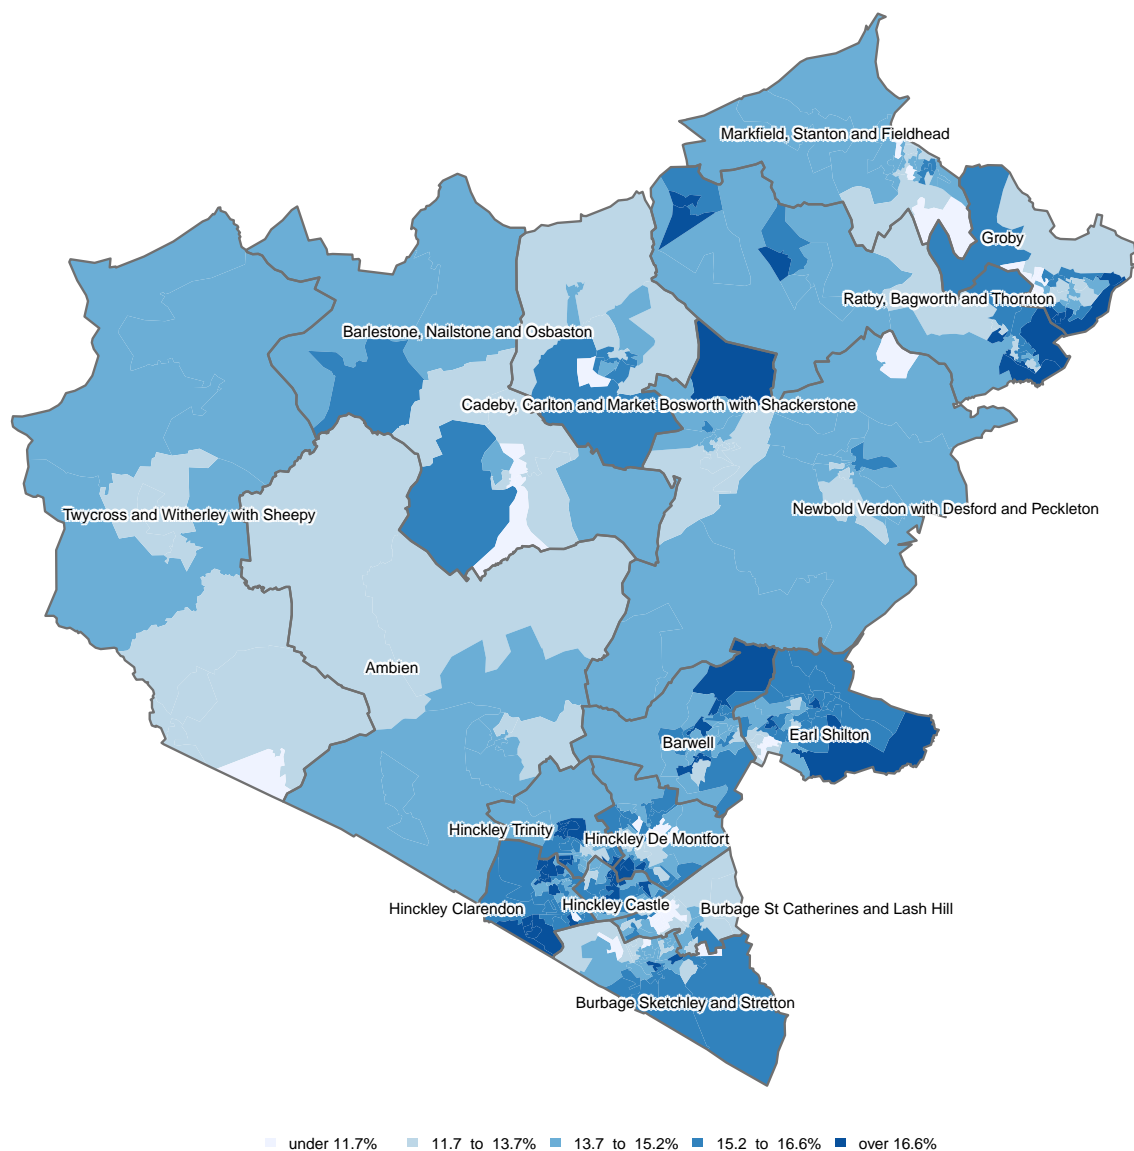 Markfield, Stanton and Fieldhead
Groby
Ratby, Bagworth and Thornton
Barlestone, Nailstone and Osbaston
Cadeby, Carlton and Market Bosworth with Shackerstone
Newbold Verdon with Desford and Peckleton
Twycross and Witherley with Sheepy
Ambien
Earl Shilton
Barwell
Hinckley Trinity
Hinckley De Montfort
Hinckley Castle
Hinckley Clarendon
Burbage St Catherines and Lash Hill
Burbage Sketchley and Stretton
under 11.7% 11.7 to 13.7% 13.7 to 15.2% 15.2 to 16.6% over 16.6%